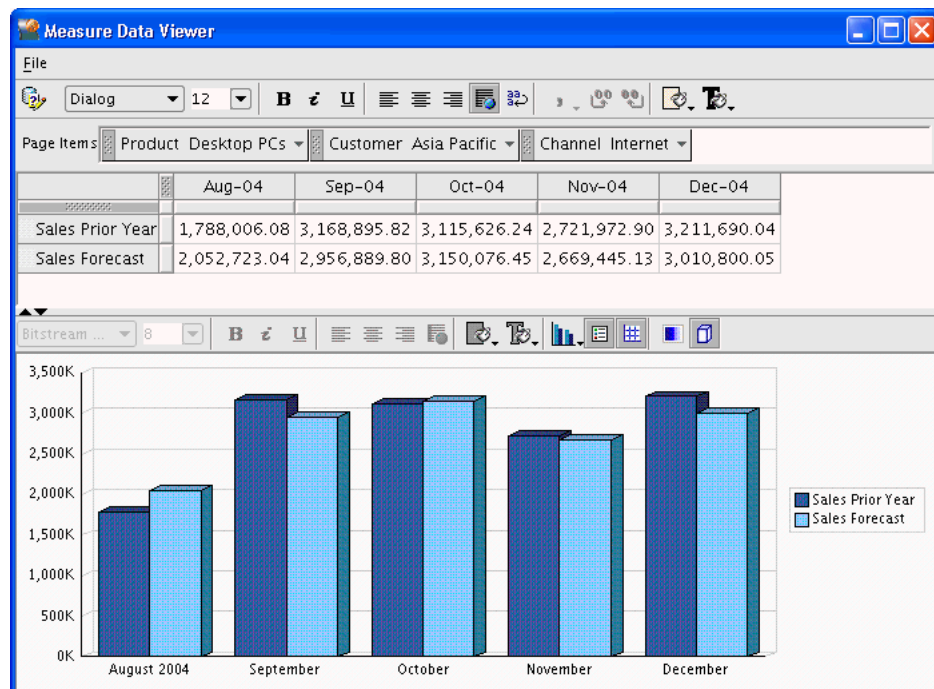 Measure Data Viewer
File
Dialog 12 B i U
Page Items Product Desktop PCs Customer Asia Pacific Channel Internet
Aug-04 Sep-04 Oct-04 Nov-04 Dec-04
Sales Prior Year 1,788,006.08 3,168,895.82 3,115,626.24 2,721,972.90 3,211,690.04
Sales Forecast 2,052,723.04 2,956,889.80 3,150,076.45 2,669,445.13 3,010,800.05
Bitstream ... 8 B i U
3,500K
3,000K
2,500K
2,000K
1,500K
1,000K
500K
0K
August 2004 September October November December
Sales Prior Year
Sales Forecast